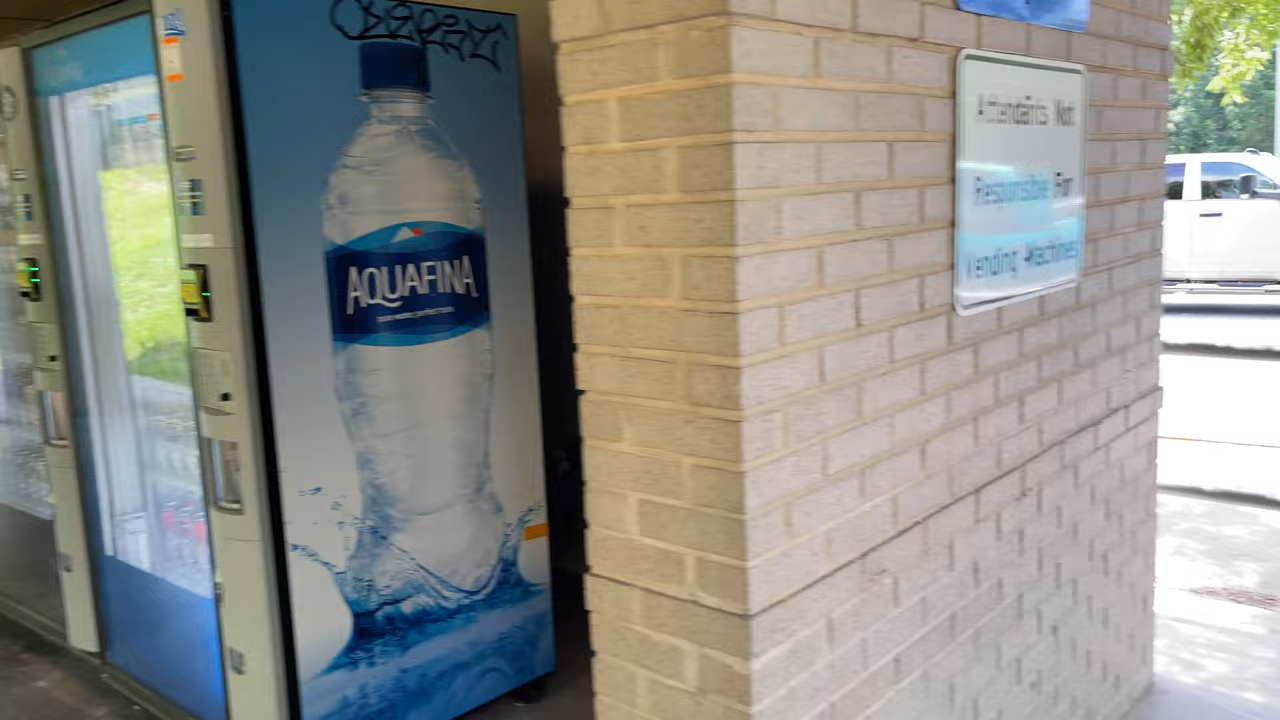 AQUAFINA
Attendants Not
Responsible For
Vending Machines